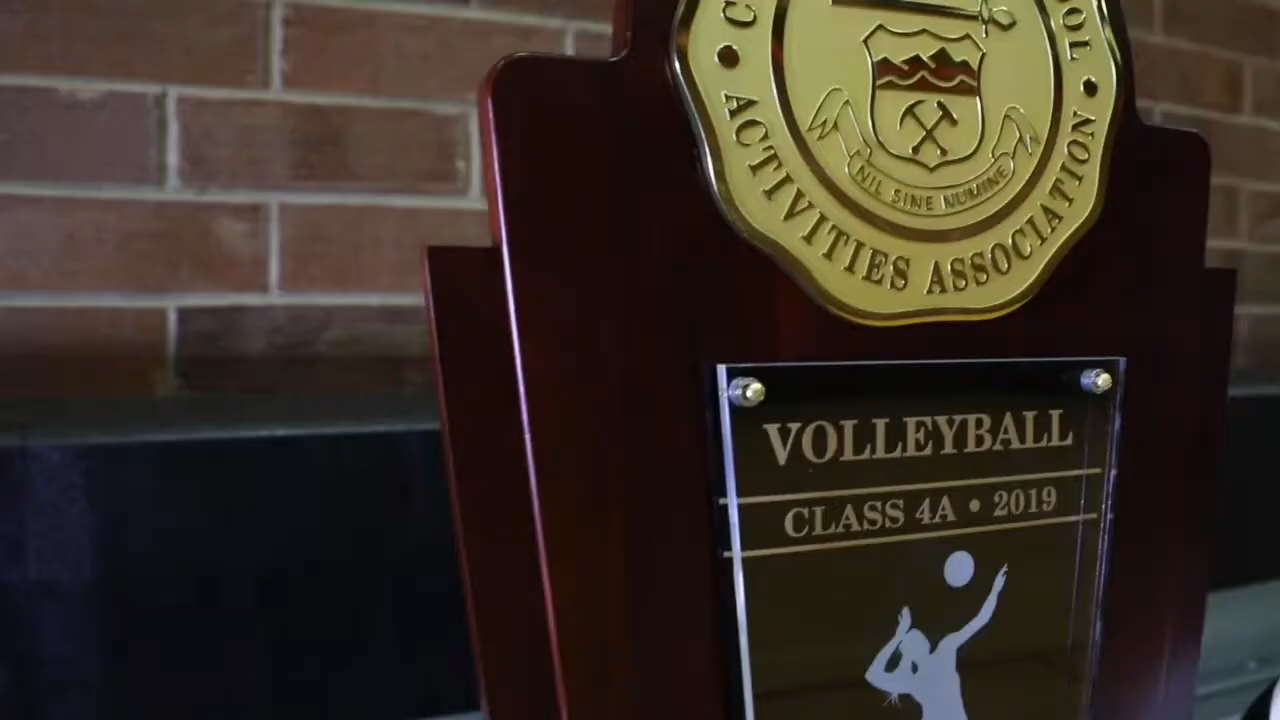 ACTIVITIES ASSOCIATION
NIL SINE NUMINE
VOLLEYBALL
CLASS 4A • 2019